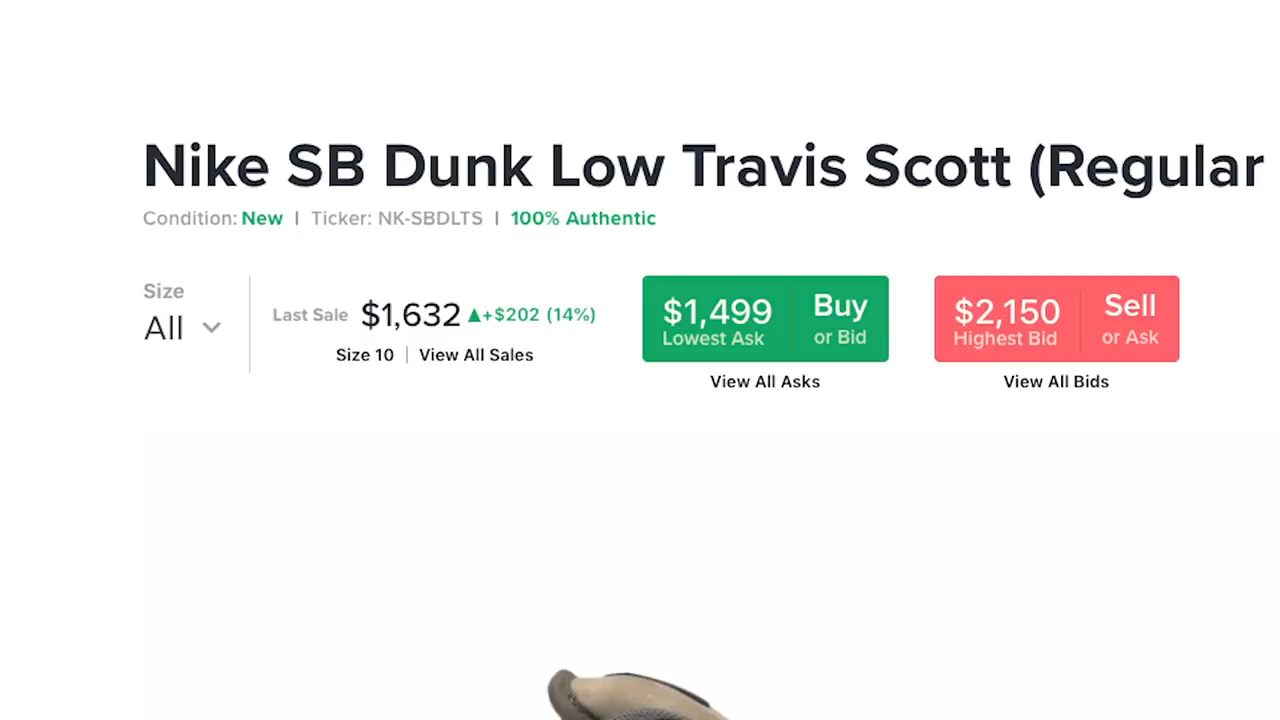 Nike SB Dunk Low Travis Scott (Regular
Condition: New | Ticker: NK-SBDLTS | 100% Authentic
Size
All
Last Sale $1,632 ▲+$202 (14%)
Size 10 | View All Sales
$1,499 Buy
Lowest Ask or Bid
View All Asks
$2,150 Sell
Highest Bid or Ask
View All Bids